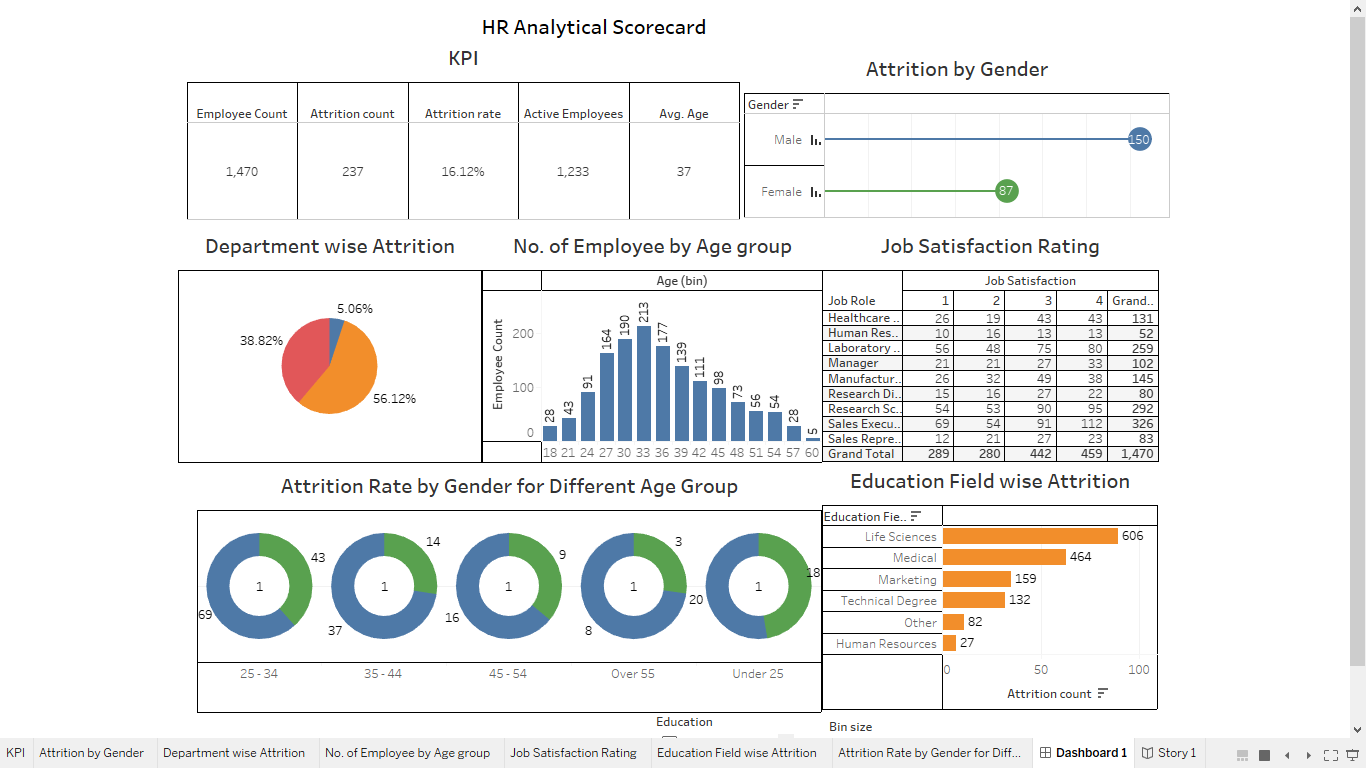 HR Analytical Scorecard
KPI
Employee Count Attrition count Attrition rate Active Employees Avg. Age
1,470 237 16.12% 1,233 37
Attrition by Gender
Gender
Male 150
Female 87
Department wise Attrition
5.06%
38.82%
56.12%
No. of Employee by Age group
Age (bin)
Employee Count
200
100
0
28 43 91 164 190 213 177 139 111 98 73 56 54 28 5
18 21 24 27 30 33 36 39 42 45 48 51 54 57 60
Job Satisfaction Rating
Job Satisfaction
Job Role 1 2 3 4 Grand..
Healthcare .. 26 19 43 43 131
Human Res.. 10 16 13 13 52
Laboratory .. 56 48 75 80 259
Manager 21 21 27 33 102
Manufactur.. 26 32 49 38 145
Research Di.. 15 16 27 22 80
Research Sc.. 54 53 90 95 292
Sales Execu.. 69 54 91 112 326
Sales Repre.. 12 21 27 23 83
Grand Total 289 280 442 459 1,470
Attrition Rate by Gender for Different Age Group
43 1 69
14 1 37
9 1 16
3 1 8
18 1 20
25 - 34 35 - 44 45 - 54 Over 55 Under 25
Education Field wise Attrition
Education Fie..
Life Sciences 606
Medical 464
Marketing 159
Technical Degree 132
Other 82
Human Resources 27
0 50 100
Attrition count
Education Bin size
KPI Attrition by Gender Department wise Attrition No. of Employee by Age group Job Satisfaction Rating Education Field wise Attrition Attrition Rate by Gender for Diff... Dashboard 1 Story 1